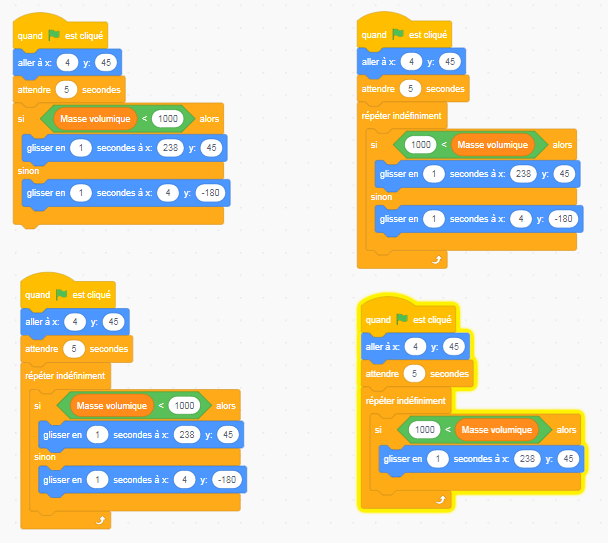 quand est cliqué
aller à x: 4 y: 45
attendre 5 secondes
si Masse volumique < 1000 alors
glisser en 1 secondes à x: 238 y: 45
sinon
glisser en 1 secondes à x: 4 y: -180
quand est cliqué
aller à x: 4 y: 45
attendre 5 secondes
répéter indéfiniment
si 1000 < Masse volumique alors
glisser en 1 secondes à x: 238 y: 45
sinon
glisser en 1 secondes à x: 4 y: -180
quand est cliqué
aller à x: 4 y: 45
attendre 5 secondes
répéter indéfiniment
si Masse volumique < 1000 alors
glisser en 1 secondes à x: 238 y: 45
sinon
glisser en 1 secondes à x: 4 y: -180
quand est cliqué
aller à x: 4 y: 45
attendre 5 secondes
répéter indéfiniment
si 1000 < Masse volumique alors
glisser en 1 secondes à x: 238 y: 45